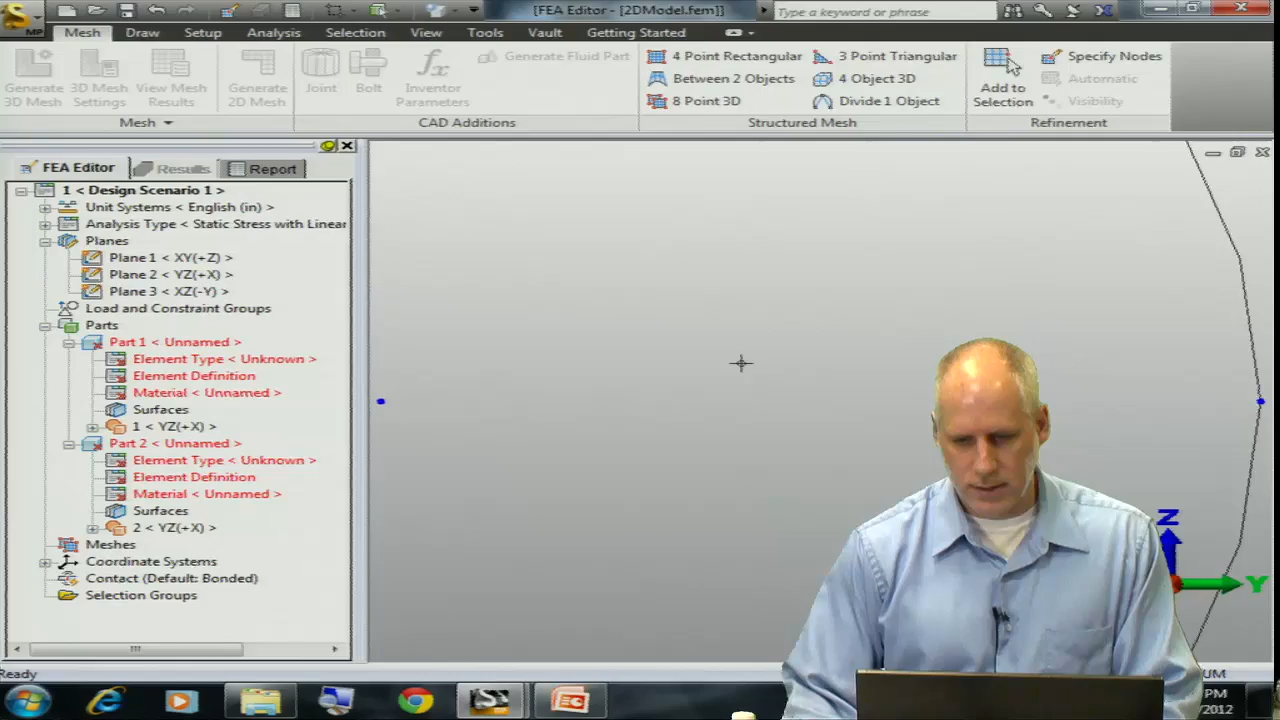 MP
[FEA Editor - [2DModel.fem]]
Type a keyword or phrase
Mesh Draw Setup Analysis Selection View Tools Vault Getting Started
Generate 3D Mesh
3D Mesh Settings
View Mesh Results
Generate 2D Mesh
Joint
Bolt
Inventor Parameters
Generate Fluid Part
4 Point Rectangular
3 Point Triangular
Between 2 Objects
4 Object 3D
8 Point 3D
Divide 1 Object
Add to Selection
Specify Nodes
Automatic
Visibility
Mesh
CAD Additions
Structured Mesh
Refinement
FEA Editor Results Report
1 < Design Scenario 1 >
Unit Systems < English (in) >
Analysis Type < Static Stress with Linear
Planes
Plane 1 < XY(+Z) >
Plane 2 < YZ(+X) >
Plane 3 < XZ(-Y) >
Load and Constraint Groups
Parts
Part 1 < Unnamed >
Element Type < Unknown >
Element Definition
Material < Unnamed >
Surfaces
1 < YZ(+X) >
Part 2 < Unnamed >
Element Type < Unknown >
Element Definition
Material < Unnamed >
Surfaces
2 < YZ(+X) >
Meshes
Coordinate Systems
Contact (Default: Bonded)
Selection Groups
Z
Y
Ready
UM
PM
/2012